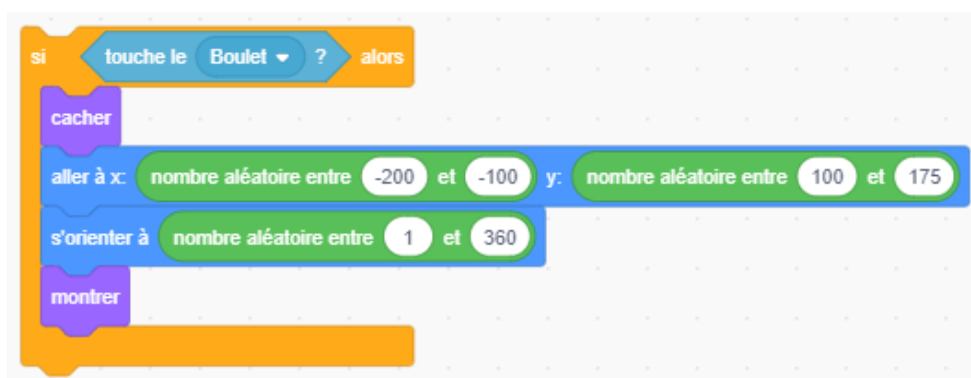 si touche le Boulet ? alors
cacher
aller à x: nombre aléatoire entre -200 et -100 y: nombre aléatoire entre 100 et 175
s'orienter à nombre aléatoire entre 1 et 360
montrer